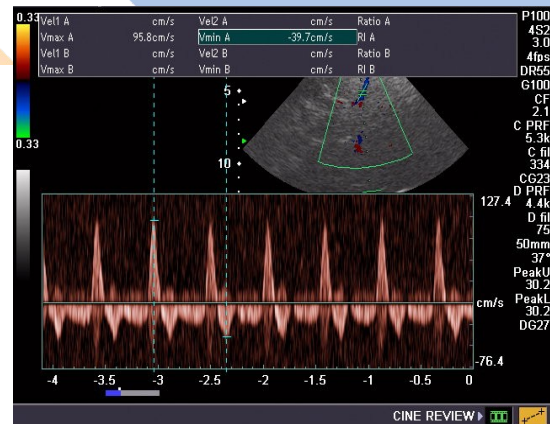 0.33
Vel1 A cm/s Vel2 A cm/s Ratio A
Vmax A 95.8cm/s Vmin A -39.7cm/s RI A
Vel1 B cm/s Vel2 B cm/s Ratio B
Vmax B cm/s Vmin B cm/s RI B
P100
4S2
3.0
4fps
DR55
G100
CF
2.1
C PRF
5.3k
C fil
334
CG23
D PRF
4.4k
D fil
75
50mm
37°
PeakU
30.2
PeakL
30.2
DG27
5
10
0.33
127.4
cm/s
-76.4
-4 -3.5 -3 -2.5 -2 -1.5 -1 -0.5 0
CINE REVIEW